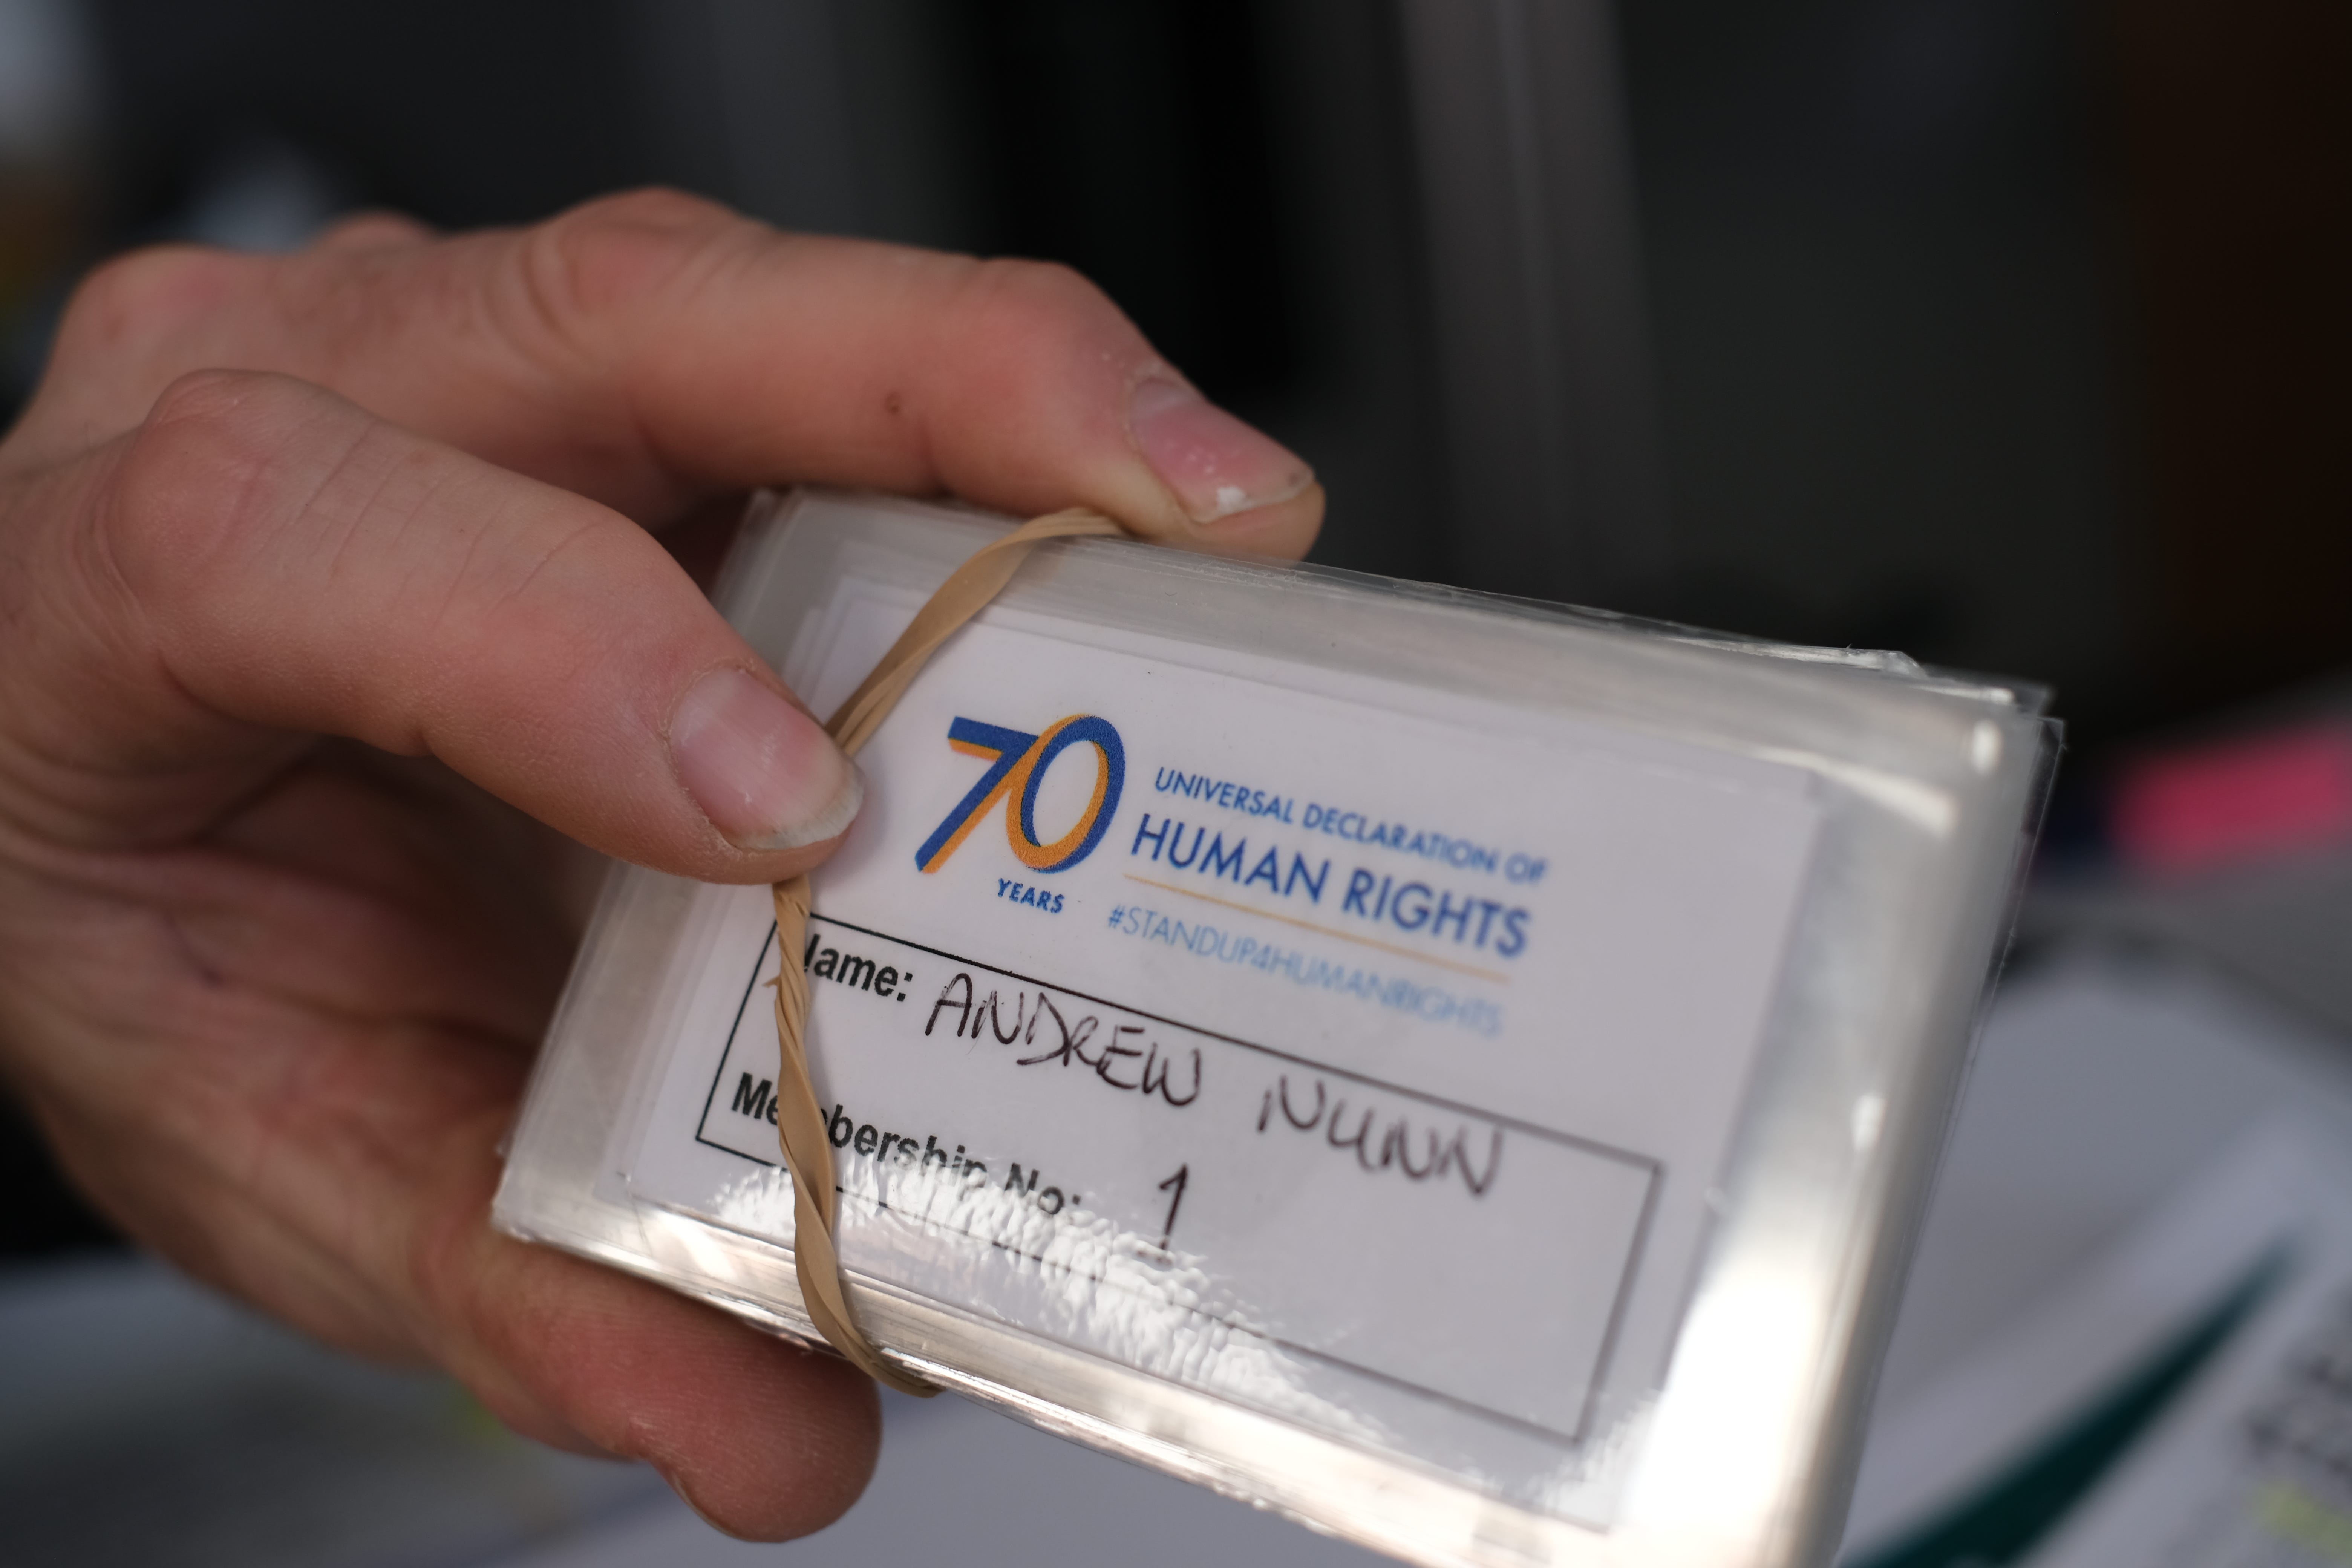 70
YEARS
UNIVERSAL DECLARATION OF
HUMAN RIGHTS
#STANDUP4HUMANRIGHTS
Name: ANDREW NUNN
Membership No: 1